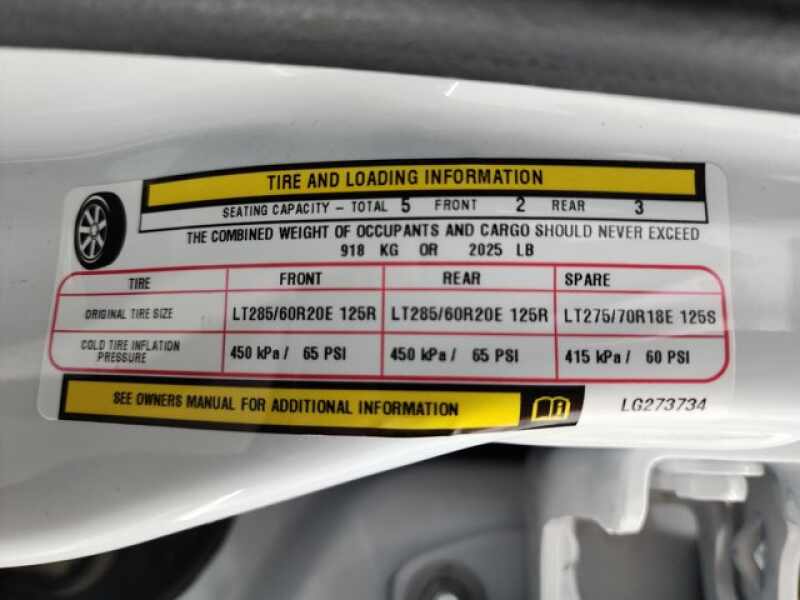 TIRE AND LOADING INFORMATION
SEATING CAPACITY – TOTAL 5 FRONT 2 REAR 3
THE COMBINED WEIGHT OF OCCUPANTS AND CARGO SHOULD NEVER EXCEED
918 KG OR 2025 LB
TIRE FRONT REAR SPARE
ORIGINAL TIRE SIZE LT285/60R20E 125R LT285/60R20E 125R LT275/70R18E 125S
COLD TIRE INFLATION PRESSURE 450 kPa / 65 PSI 450 kPa / 65 PSI 415 kPa / 60 PSI
SEE OWNERS MANUAL FOR ADDITIONAL INFORMATION
LG273734